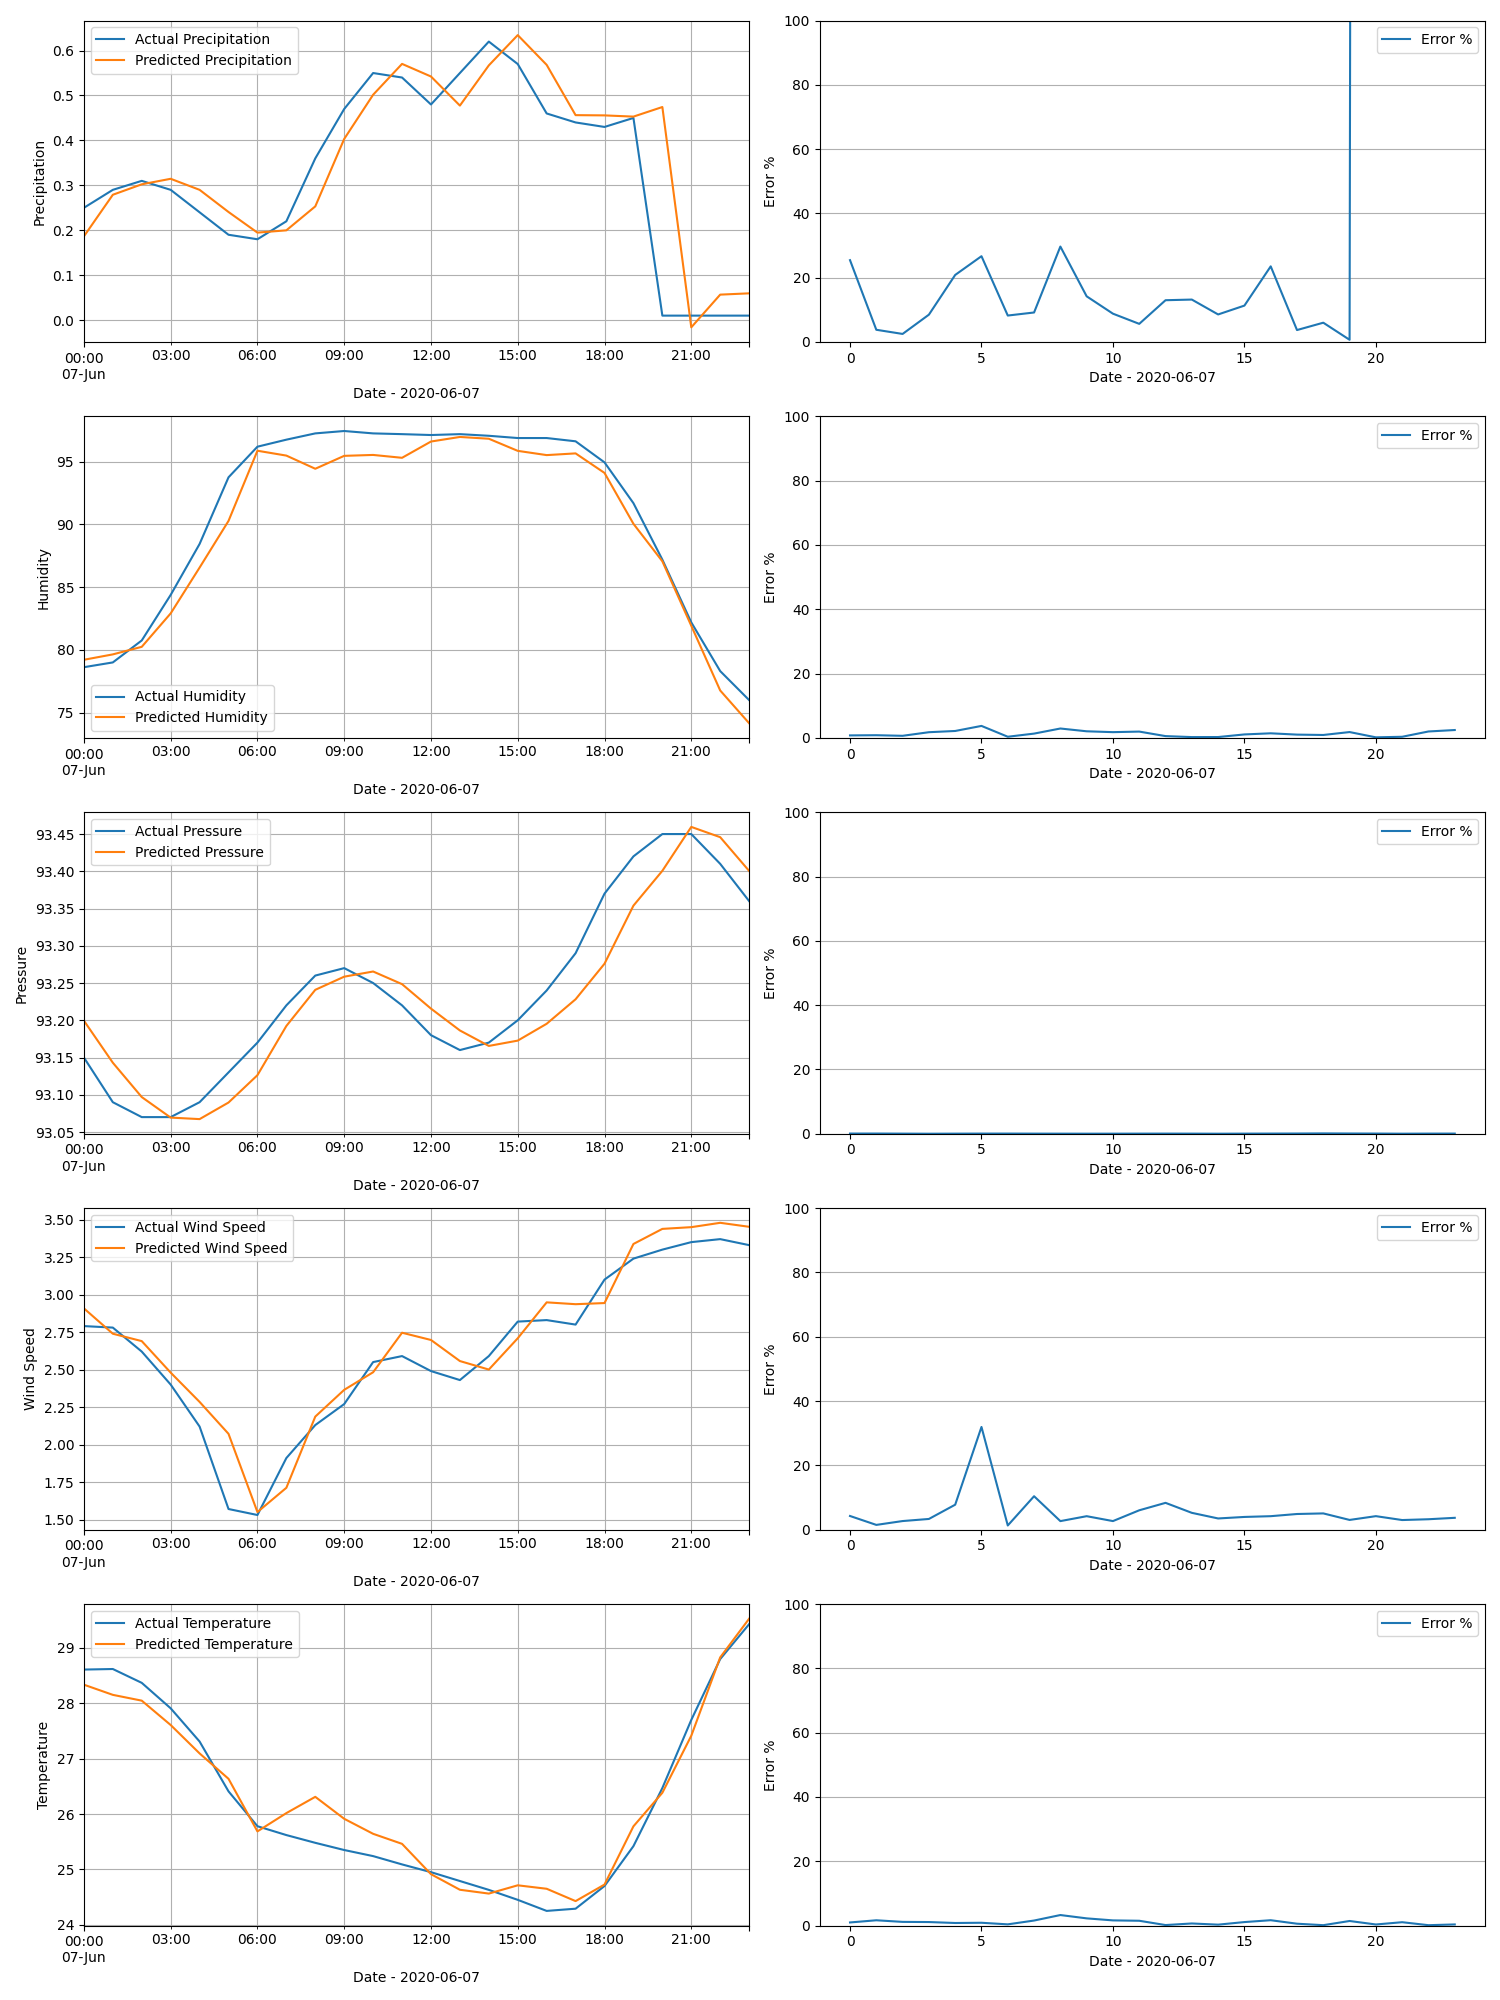 Actual Precipitation
Predicted Precipitation
0.6
0.5
0.4
0.3
0.2
0.1
0.0
Precipitation
00:00 03:00 06:00 09:00 12:00 15:00 18:00 21:00
07-Jun
Date - 2020-06-07
Error %
100
80
60
40
20
0
Error %
0 5 10 15 20
Date - 2020-06-07
95
90
85
80
75
Humidity
Actual Humidity
Predicted Humidity
00:00 03:00 06:00 09:00 12:00 15:00 18:00 21:00
07-Jun
Date - 2020-06-07
Error %
100
80
60
40
20
0
Error %
0 5 10 15 20
Date - 2020-06-07
Actual Pressure
Predicted Pressure
93.45
93.40
93.35
93.30
93.25
93.20
93.15
93.10
93.05
Pressure
00:00 03:00 06:00 09:00 12:00 15:00 18:00 21:00
07-Jun
Date - 2020-06-07
Error %
100
80
60
40
20
0
Error %
0 5 10 15 20
Date - 2020-06-07
Actual Wind Speed
Predicted Wind Speed
3.50
3.25
3.00
2.75
2.50
2.25
2.00
1.75
1.50
Wind Speed
00:00 03:00 06:00 09:00 12:00 15:00 18:00 21:00
07-Jun
Date - 2020-06-07
Error %
100
80
60
40
20
0
Error %
0 5 10 15 20
Date - 2020-06-07
Actual Temperature
Predicted Temperature
29
28
27
26
25
24
Temperature
00:00 03:00 06:00 09:00 12:00 15:00 18:00 21:00
07-Jun
Date - 2020-06-07
Error %
100
80
60
40
20
0
Error %
0 5 10 15 20
Date - 2020-06-07